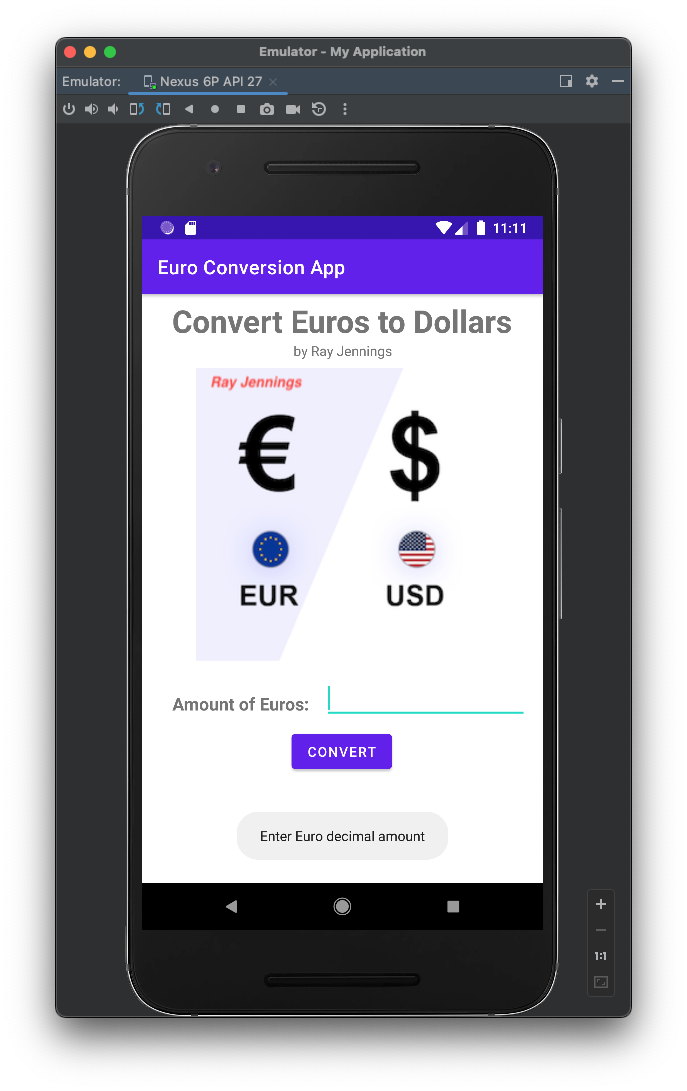 Emulator - My Application
Emulator: Nexus 6P API 27
11:11
Euro Conversion App
Convert Euros to Dollars
by Ray Jennings
Ray Jennings
€ $
EUR USD
Amount of Euros:
CONVERT
Enter Euro decimal amount
1:1